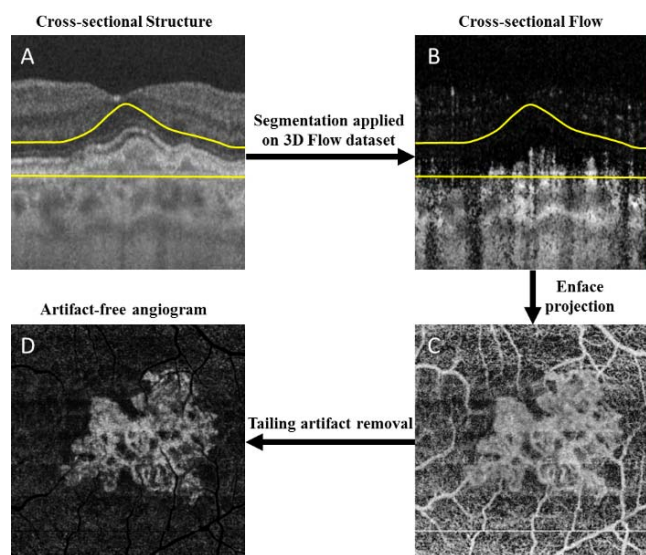 Cross-sectional Structure
Cross-sectional Flow
A
B
Segmentation applied
on 3D Flow dataset
Artifact-free angiogram
Enface
projection
D
C
Tailing artifact removal